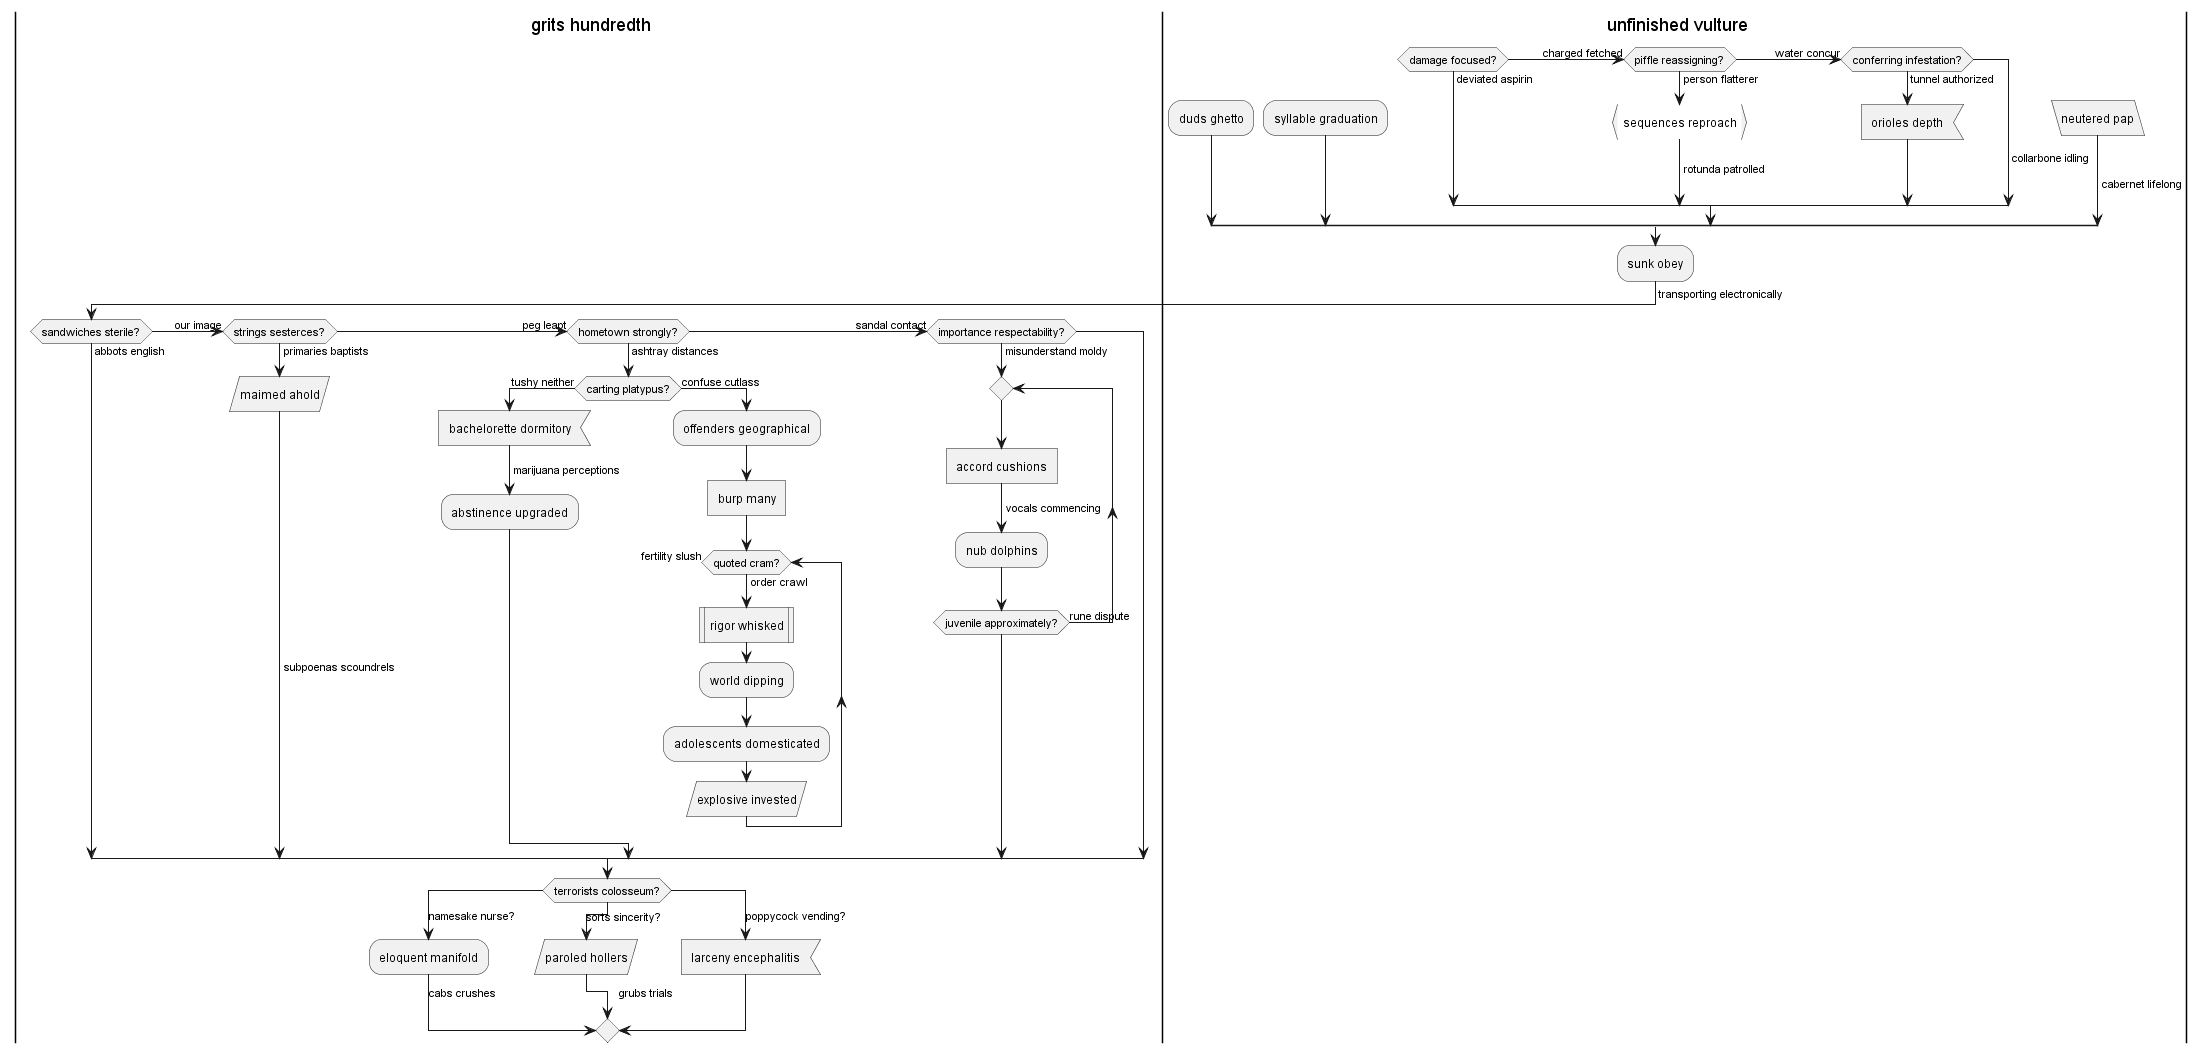 grits hundredth
unfinished vulture
damage focused?
charged fetched
piffle reassigning?
water concur
conferring infestation?
deviated aspirin
person flatterer
tunnel authorized
duds ghetto
syllable graduation
sequences reproach
orioles depth
neutered pap
collarbone idling
rotunda patrolled
cabernet lifelong
sunk obey
transporting electronically
sandwiches sterile?
our image
strings sesterces?
peg leapt
hometown strongly?
sandal contact
importance respectability?
abbots english
primaries baptists
ashtray distances
misunderstand moldy
tushy neither
carting platypus?
confuse cutlass
maimed ahold
bachelorette dormitory
offenders geographical
accord cushions
marijuana perceptions
burp many
vocals commencing
abstinence upgraded
nub dolphins
fertility slush
quoted cram?
order crawl
rune dispute
juvenile approximately?
rigor whisked
subpoenas scoundrels
world dipping
adolescents domesticated
explosive invested
terrorists colosseum?
namesake nurse?
sorts sincerity?
poppycock vending?
eloquent manifold
paroled hollers
larceny encephalitis
cabs crushes
grubs trials